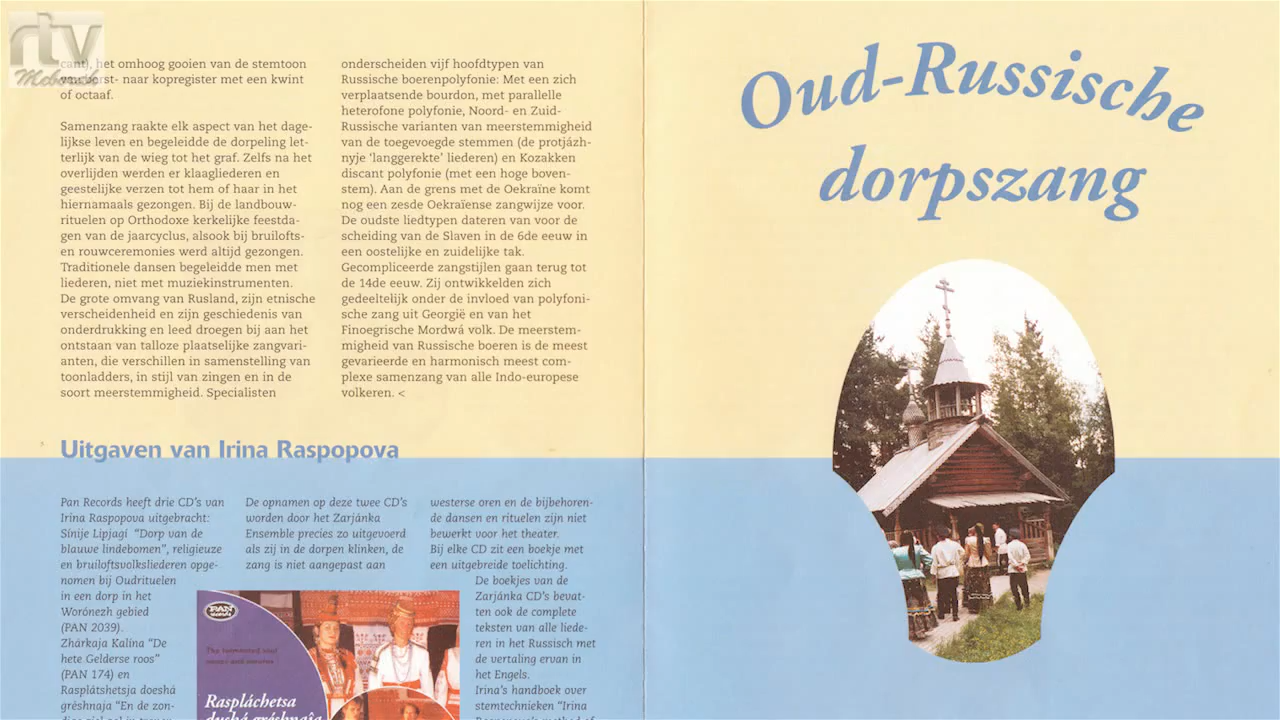 rtv
cant), het omhoog gooien van de stemtoon
van borst- naar kopregister met een kwint
of octaaf.
Samenzang raakte elk aspect van het dage-
lijkse leven en begeleidde de dorpeling let-
terlijk van de wieg tot het graf. Zelfs na het
overlijden werden er klaagliederen en
geestelijke verzen tot hem of haar in het
hiernamaals gezongen. Bij de landbouw-
rituelen op Orthodoxe kerkelijke feestda-
gen van de jaarcyclus, alsook bij bruilofts-
en rouwceremonies werd altijd gezongen.
Traditionele dansen begeleidde men met
liederen, niet met muziekinstrumenten.
De grote omvang van Rusland, zijn etnische
verscheidenheid en zijn geschiedenis van
onderdrukking en leed droegen bij aan het
ontstaan van talloze plaatselijke zangvari-
anten, die verschillen in samenstelling van
toonladders, in stijl van zingen en in de
soort meerstemmigheid. Specialisten
onderscheiden vijf hoofdtypen van
Russische boerenpolyfonie: Met een zich
verplaatsende bourdon, met parallelle
heterofone polyfonie, Noord- en Zuid-
Russische varianten van meerstemmigheid
van de toegevoegde stemmen (de protjázh-
nyje ‘langgerekte’ liederen) en Kozakken
discant polyfonie (met een hoge boven-
stem). Aan de grens met de Oekraïne komt
nog een zesde Oekraïense zangwijze voor.
De oudste liedtypen dateren van voor de
scheiding van de Slaven in de 6de eeuw in
een oostelijke en zuidelijke tak.
Gecompliceerde zangstijlen gaan terug tot
de 14de eeuw. Zij ontwikkelden zich
gedeeltelijk onder de invloed van polyfoni-
sche zang uit Georgië en van het
Finoegrische Mordwá volk. De meerstem-
migheid van Russische boeren is de meest
gevarieerde en harmonisch meest com-
plexe samenzang van alle Indo-europese
volkeren. <
Uitgaven van Irina Raspopova
Pan Records heeft drie CD's van
Irina Raspopova uitgebracht:
Sinije Lipjagi "Dorp van de
blauwe lindebomen", religieuze
en bruiloftsvolksliederen opge-
nomen bij Oudrituelen
in een dorp in het
Worónezh gebied
(PAN 2039).
Zhárkaja Kalína "De
hete Gelderse roos"
(PAN 174) en
Rasplátshetsja doeshá
gréshnaja "En de zon-
De opnamen op deze twee CD's
worden door het Zarjánka
Ensemble precies zo uitgevoerd
als zij in de dorpen klinken, de
zang is niet aangepast aan
westerse oren en de bijbehoren-
de dansen en rituelen zijn niet
bewerkt voor het theater.
Bij elke CD zit een boekje met
een uitgebreide toelichting.
De boekjes van de
Zarjánka CD's bevat-
ten ook de complete
teksten van alle liede-
ren in het Russisch met
de vertaling ervan in
het Engels.
Irina's handboek over
stemtechnieken "Irina
PAN
Raspláchetsa
dushá gréshnaja
Oud-Russische
dorpszang